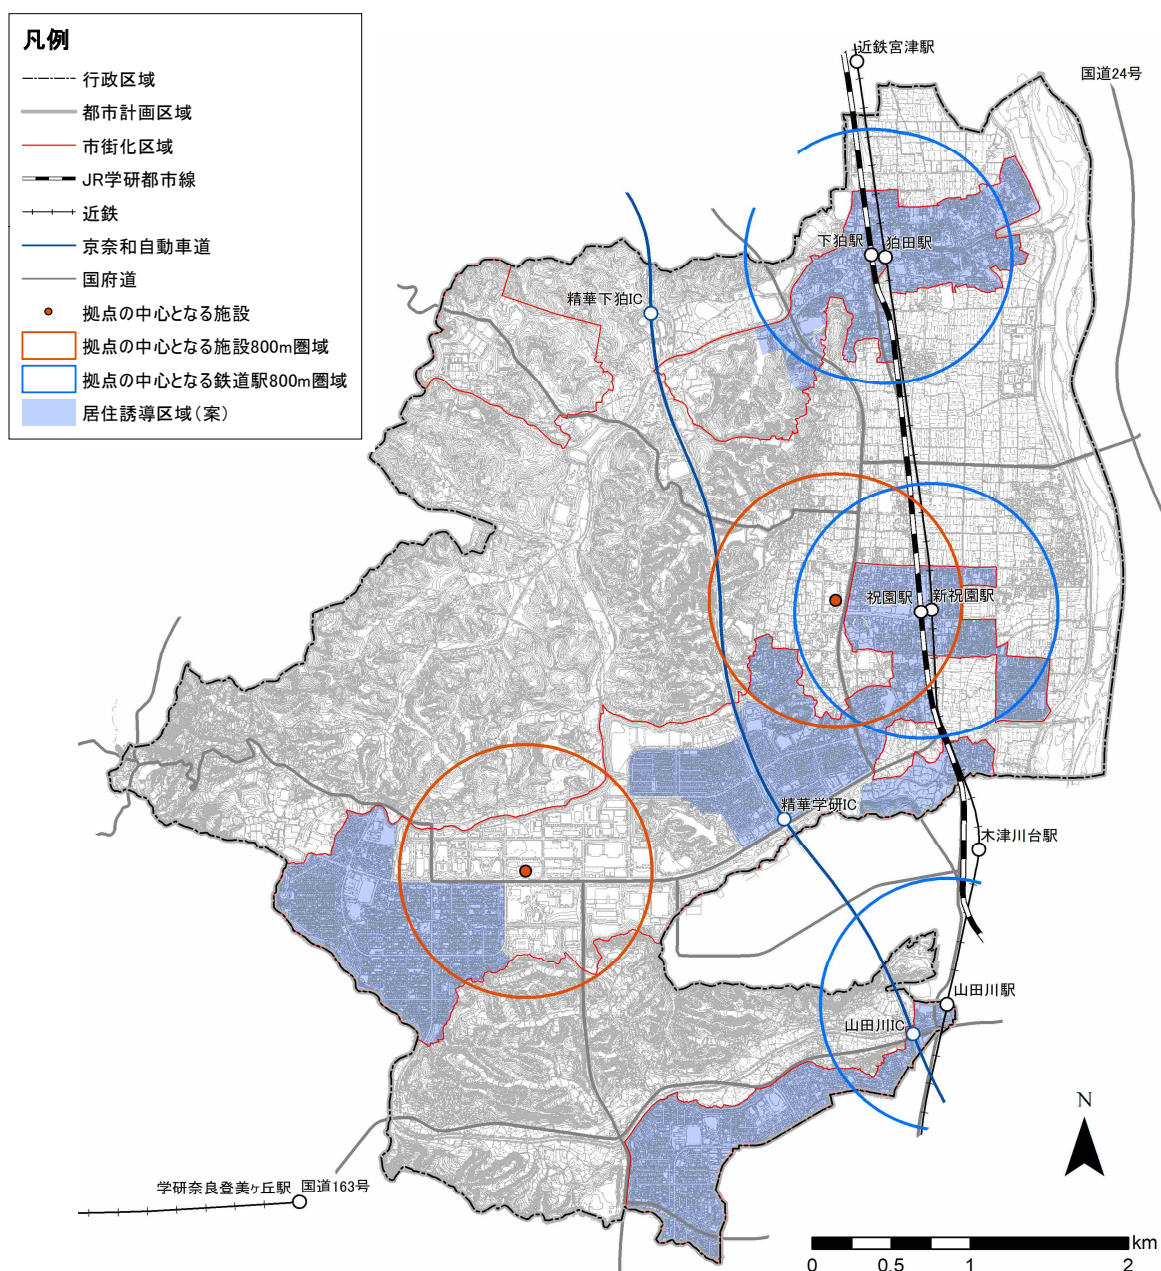 凡例
行政区域
都市計画区域
市街化区域
JR学研都市線
近鉄
京奈和自動車道
国府道
拠点の中心となる施設
拠点の中心となる施設800m圏域
拠点の中心となる鉄道駅800m圏域
居住誘導区域(案)
近鉄宮津駅
国道24号
下狛駅
狛田駅
精華下狛IC
祝園駅
新祝園駅
精華学研IC
木津川台駅
山田川駅
山田川IC
学研奈良登美ヶ丘駅
国道163号
N
km
0
0.5
1
2